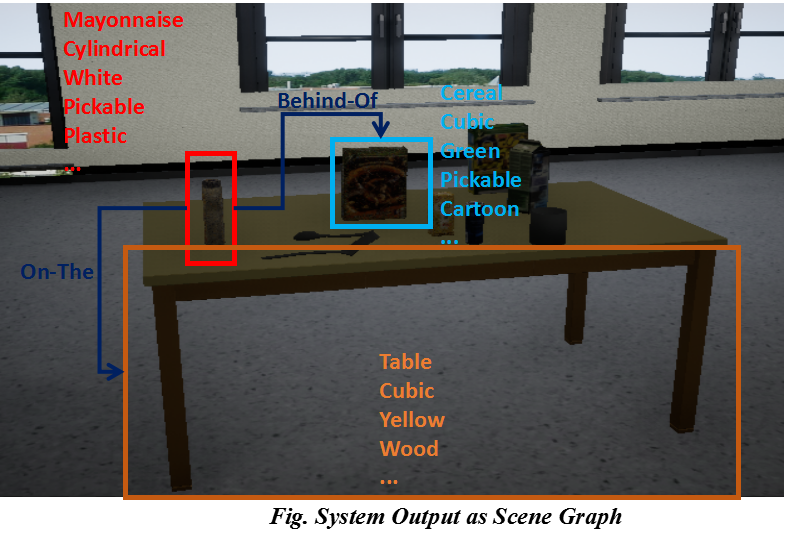 Mayonnaise
Cylindrical
White
Pickable
Plastic
...
Behind-Of
Cereal
Cubic
Green
Pickable
Cartoon
...
On-The
Table
Cubic
Yellow
Wood
...
Fig. System Output as Scene Graph